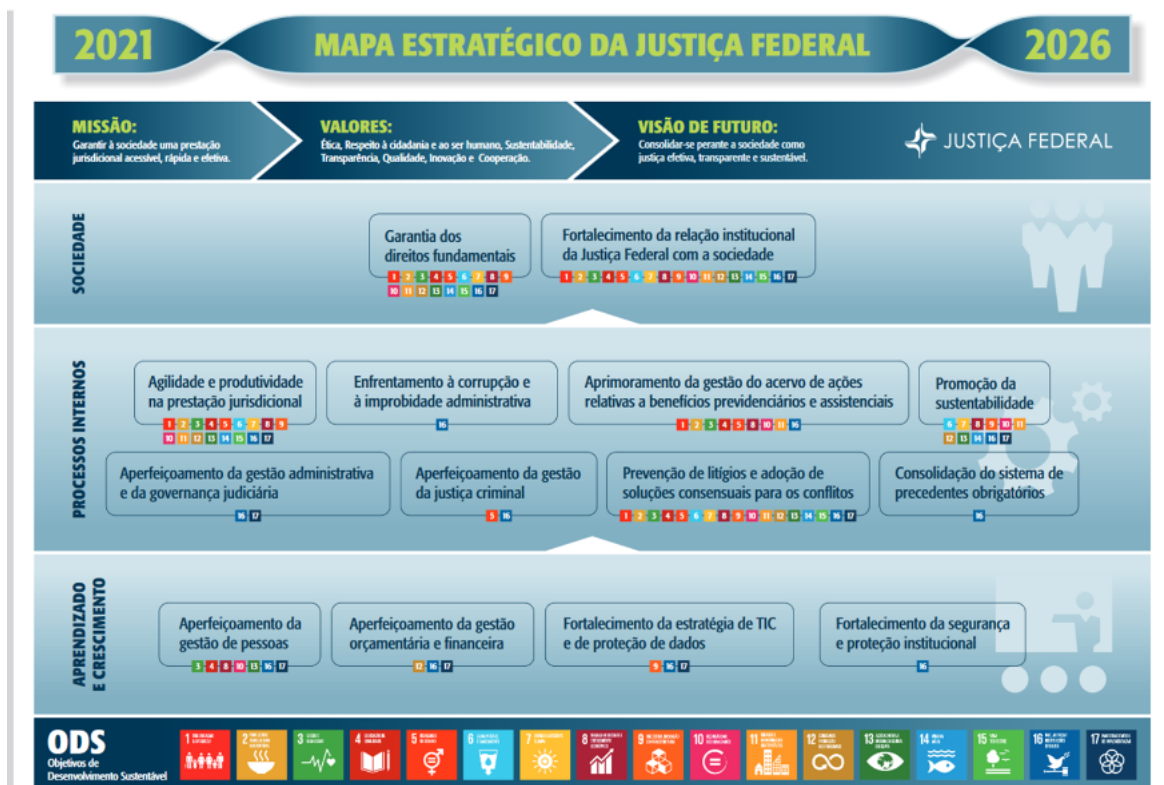 2021
MAPA ESTRATÉGICO DA JUSTIÇA FEDERAL
2026
MISSÃO:
Garantir à sociedade uma prestação
jurisdicional acessível, rápida e efetiva.
VALORES:
Ética, Respeito à cidadania e ao ser humano, Sustentabilidade,
Transparência, Qualidade, Inovação e Cooperação.
VISÃO DE FUTURO:
Consolidar-se perante a sociedade como
justiça efetiva, transparente e sustentável.
JUSTIÇA FEDERAL
SOCIEDADE
Garantia dos
direitos fundamentais
1 2 3 4 5 6 7 8 9
10 11 12 13 14 15 16 17
Fortalecimento da relação institucional
da Justiça Federal com a sociedade
1 2 3 4 5 6 7 8 9 10 11 12 13 14 15 16 17
PROCESSOS INTERNOS
Agilidade e produtividade
na prestação jurisdicional
1 2 3 4 5 6 7 8 9
10 11 12 13 14 15 16 17
Enfrentamento à corrupção e
à improbidade administrativa
16
Aprimoramento da gestão do acervo de ações
relativas a benefícios previdenciários e assistenciais
1 2 3 4 5 8 10 11 16
Promoção da
sustentabilidade
6 7 8 9 10 11
12 13 14 16 17
Aperfeiçoamento da gestão administrativa
e da governança judiciária
16 17
Aperfeiçoamento da gestão
da justiça criminal
5 16
Prevenção de litígios e adoção de
soluções consensuais para os conflitos
1 2 3 4 5 6 7 8 9 10 11 12 13 14 15 16 17
Consolidação do sistema de
precedentes obrigatórios
16
APRENDIZADO
E CRESCIMENTO
Aperfeiçoamento da
gestão de pessoas
3 4 8 10 13 16 17
Aperfeiçoamento da gestão
orçamentária e financeira
12 16 17
Fortalecimento da estratégia de TIC
e de proteção de dados
9 16 17
Fortalecimento da segurança
e proteção institucional
16
ODS
Objetivos de
Desenvolvimento Sustentável
1 2 3 4 5 6 7 8 9 10 11 12 13 14 15 16 17